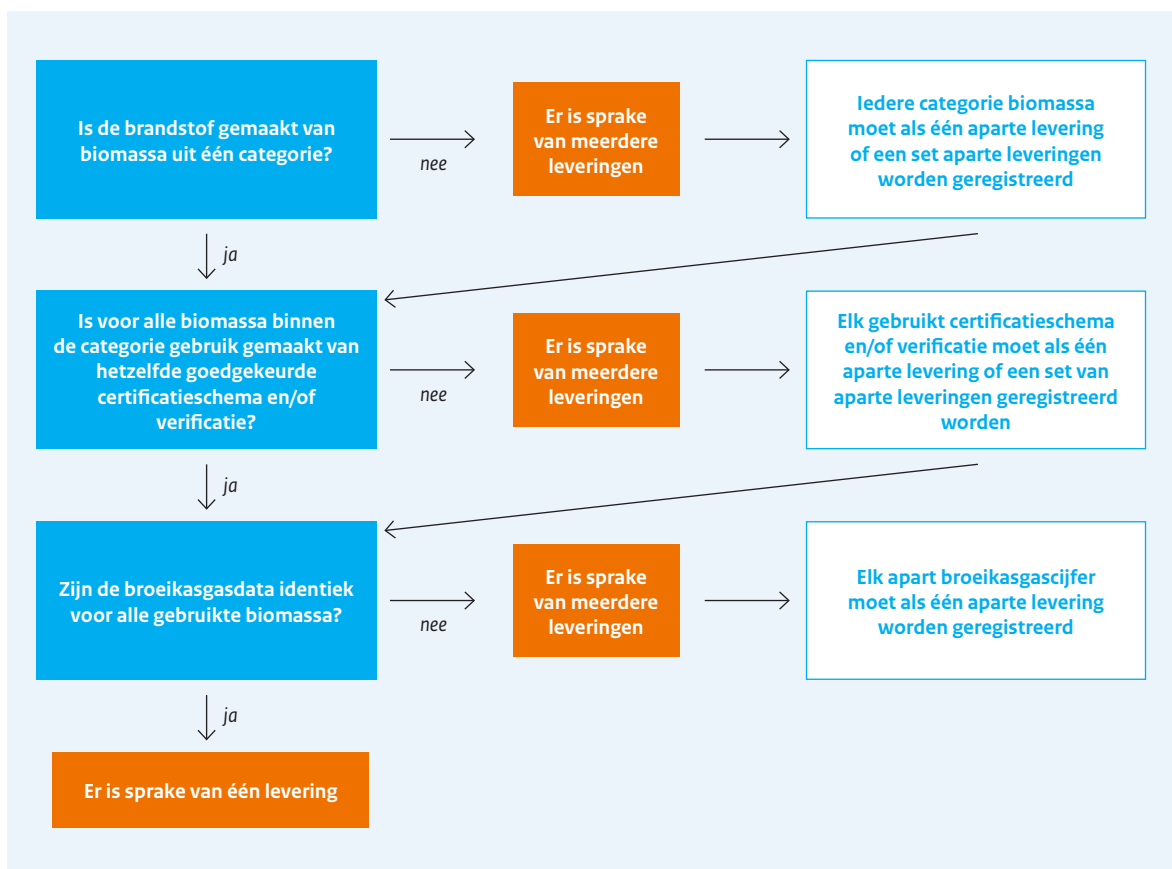 Is de brandstof gemaakt van
biomassa uit één categorie?
nee
Er is sprake
van meerdere
leveringen
Iedere categorie biomassa
moet als één aparte levering
of een set aparte leveringen
worden geregistreerd
ja
Is voor alle biomassa binnen
de categorie gebruik gemaakt van
hetzelfde goedgekeurde
certificatieschema en/of
verificatie?
nee
Er is sprake
van meerdere
leveringen
Elk gebruikt certificatieschema
en/of verificatie moet als één
aparte levering of een set van
aparte leveringen geregistreerd
worden
ja
Zijn de broeikasgasdata identiek
voor alle gebruikte biomassa?
nee
Er is sprake
van meerdere
leveringen
Elk apart broeikasgascijfer
moet als één aparte levering
worden geregistreerd
ja
Er is sprake van één levering